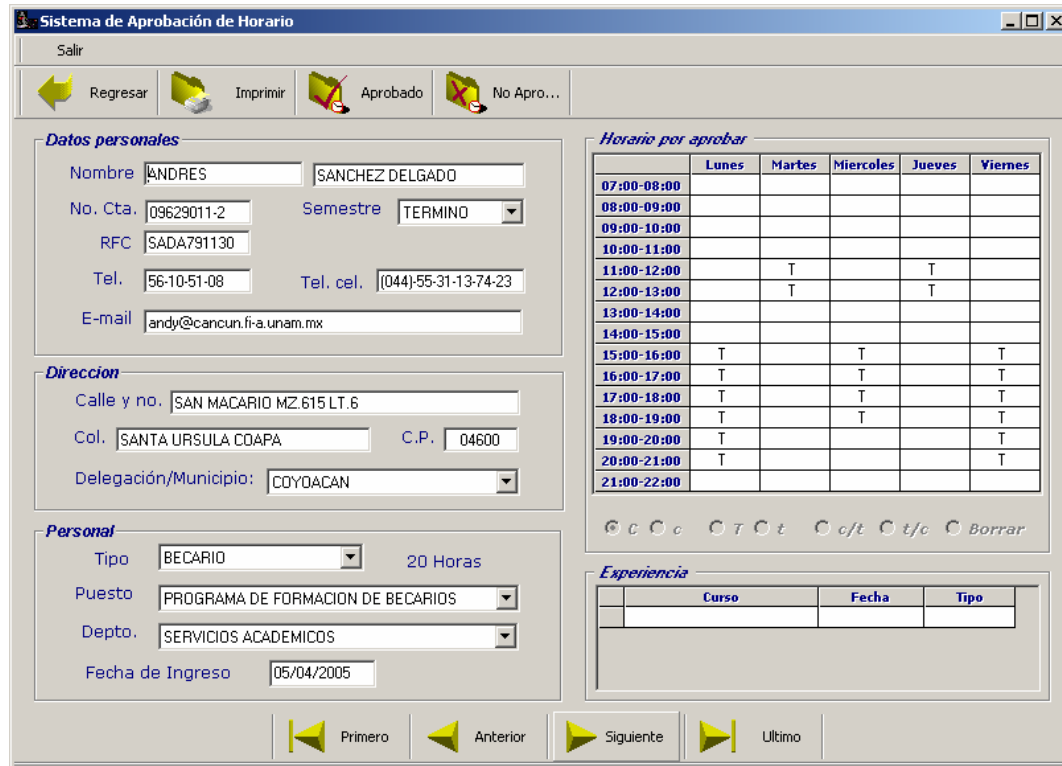 Sistema de Aprobación de Horario
Salir
Regresar Imprimir Aprobado No Apro...
Datos personales
Nombre ANDRES SANCHEZ DELGADO
No. Cta. 09629011-2 Semestre TERMINO
RFC SADA791130
Tel. 56-10-51-08 Tel. cel. (044)-55-31-13-74-23
E-mail andy@cancun.fi-a.unam.mx
Direccion
Calle y no. SAN MACARIO MZ.615 LT.6
Col. SANTA URSULA COAPA C.P. 04600
Delegación/Municipio: COYOACAN
Personal
Tipo BECARIO 20 Horas
Puesto PROGRAMA DE FORMACION DE BECARIOS
Depto. SERVICIOS ACADEMICOS
Fecha de Ingreso 05/04/2005
Horario por aprobar
Lunes Martes Miercoles Jueves Viernes
07:00-08:00
08:00-09:00
09:00-10:00
10:00-11:00
11:00-12:00 T T
12:00-13:00 T T
13:00-14:00
14:00-15:00
15:00-16:00 T T T
16:00-17:00 T T T
17:00-18:00 T T T
18:00-19:00 T T T
19:00-20:00 T T
20:00-21:00 T T
21:00-22:00
C c T t c/t t/c Borrar
Experiencia
Curso Fecha Tipo
Primero Anterior Siguiente Ultimo